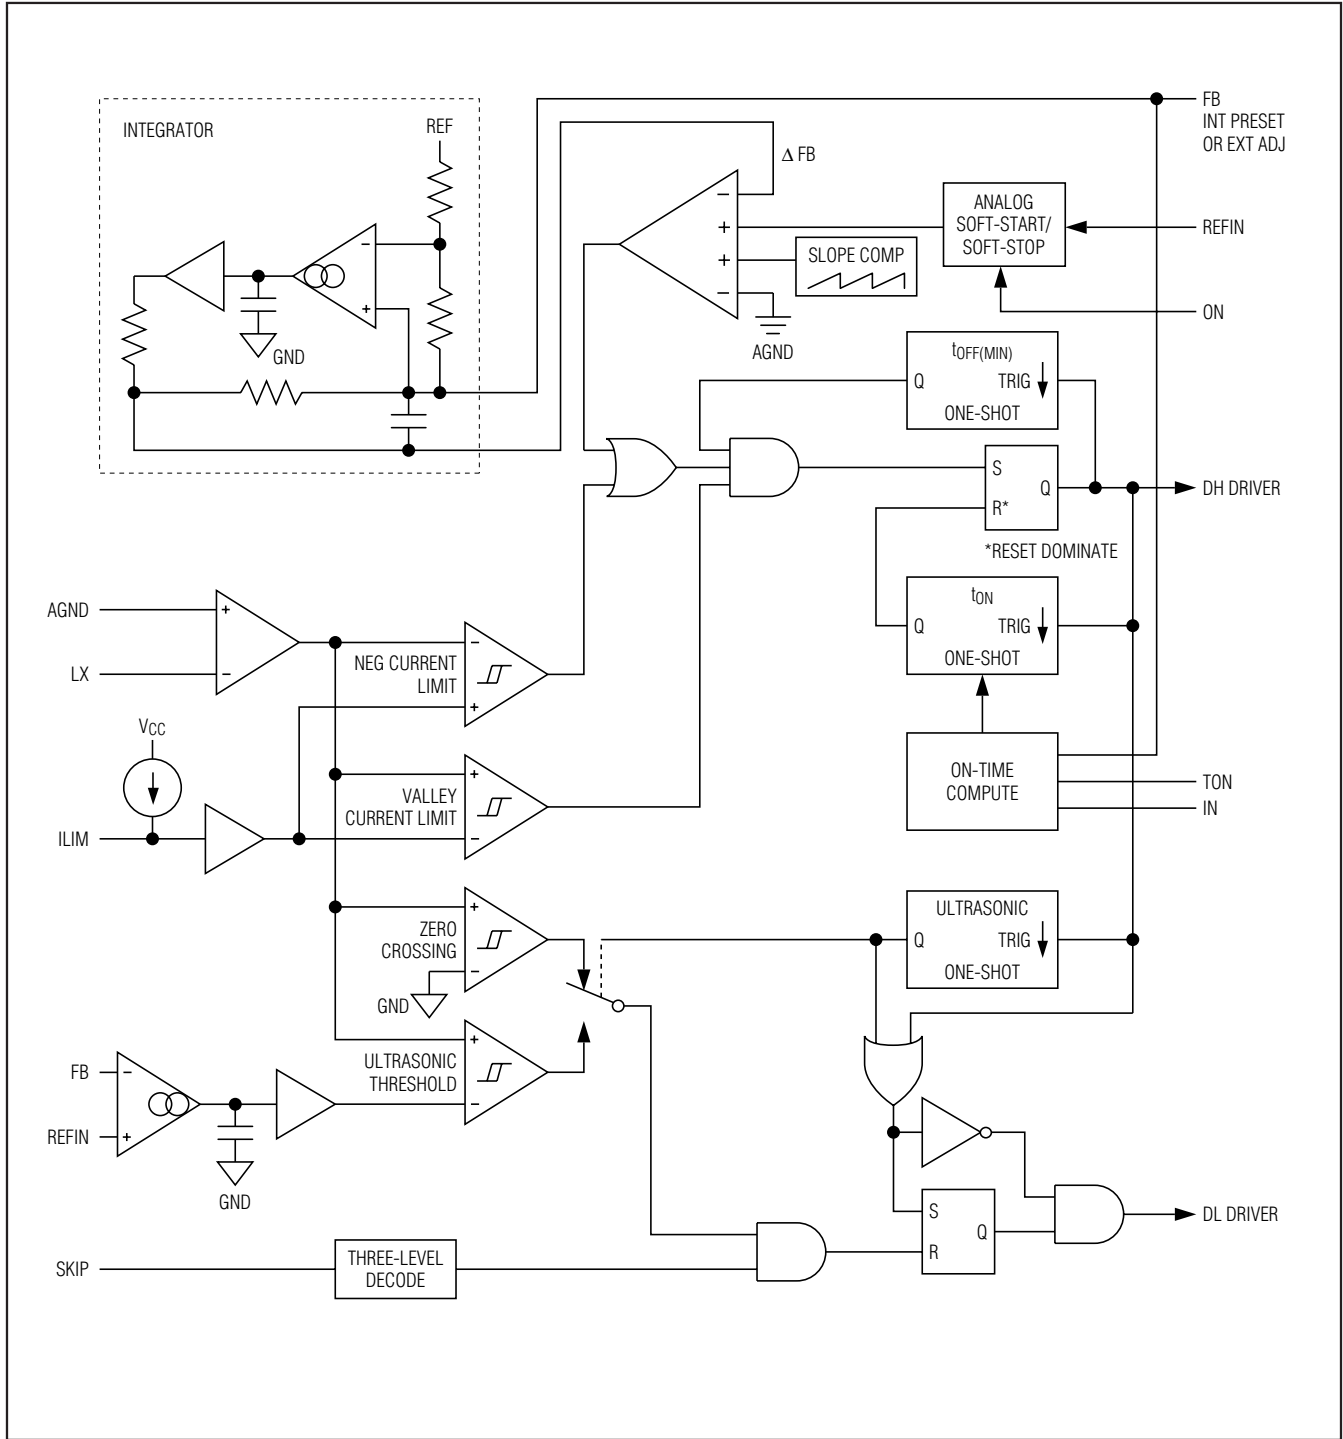 INTEGRATOR
REF
−
+
GND
FB
INT PRESET
OR EXT ADJ
Δ FB
−
+
+
−
AGND
SLOPE COMP
ANALOG
SOFT-START/
SOFT-STOP
REFIN
ON
tOFF(MIN)
Q
TRIG
ONE-SHOT
S
Q
R*
DH DRIVER
*RESET DOMINATE
tON
Q
TRIG
ONE-SHOT
ON-TIME
COMPUTE
TON
IN
AGND
LX
+
−
NEG CURRENT
LIMIT
−
+
VCC
ILIM
VALLEY
CURRENT LIMIT
+
−
ZERO
CROSSING
+
−
GND
ULTRASONIC
Q
TRIG
ONE-SHOT
ULTRASONIC
THRESHOLD
+
−
FB
−
REFIN
+
GND
S
Q
R
DL DRIVER
SKIP
THREE-LEVEL
DECODE